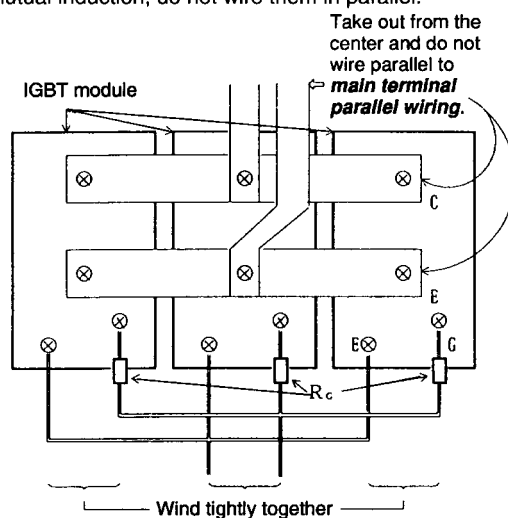 mutual induction, do not wire them in parallel.
Take out from the
center and do not
wire parallel to
main terminal
parallel wiring.
IGBT module
C
E
E
G
R G
Wind tightly together